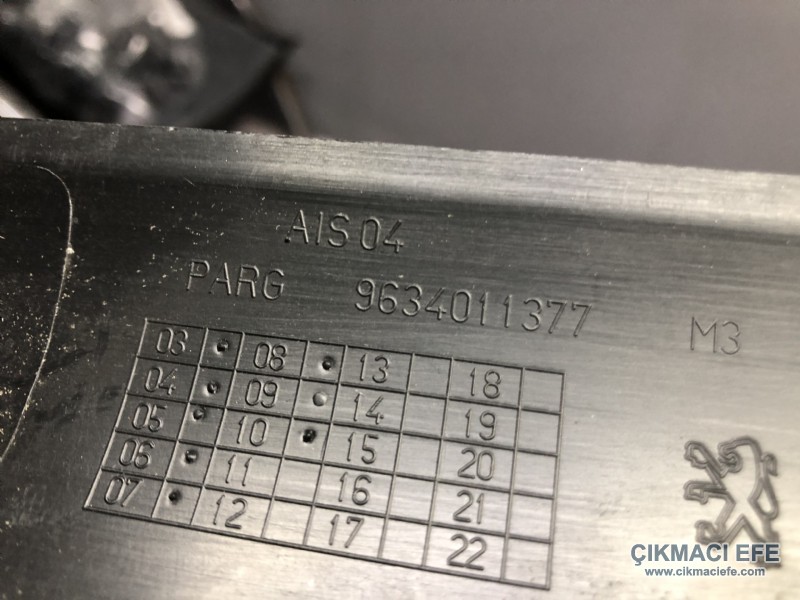 AIS 04
PARG 9634011377 M3
03 08 13 18
04 09 14 19
05 10 15 20
06 11 16 21
07 12 17 22
ÇIKMACI EFE
www.cikmaciefe.com